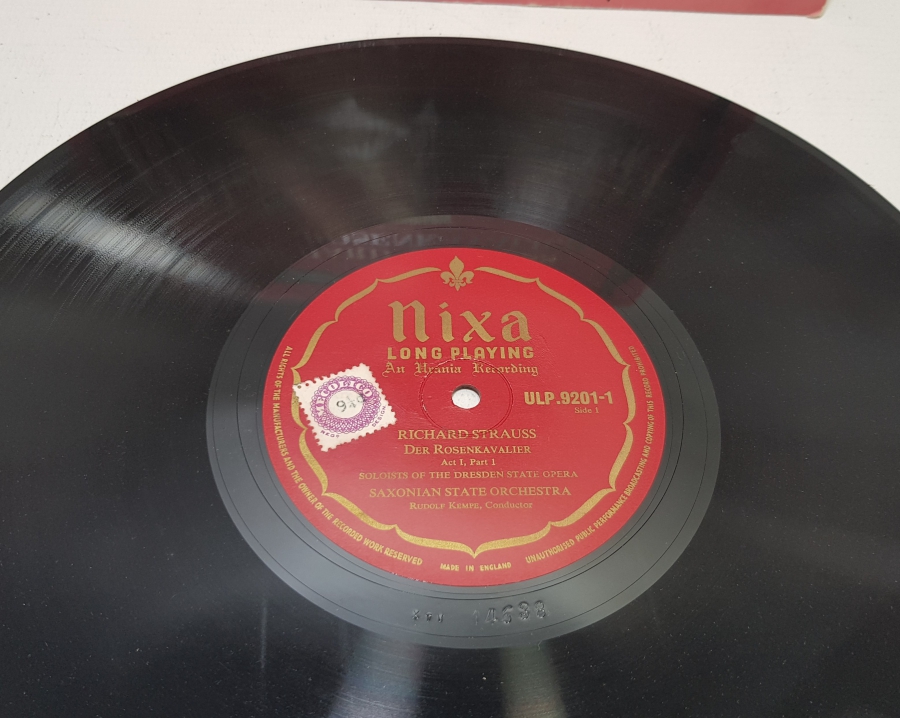 Nixa
LONG PLAYING
An Urania Recording
ULP.9201-1
Side 1
RICHARD STRAUSS
DER ROSENKAVALIER
Act I, Part 1
SOLOISTS OF THE DRESDEN STATE OPERA
SAXONIAN STATE ORCHESTRA
RUDOLF KEMPE, Conductor
ALL RIGHTS OF THE MANUFACTURERS AND THE OWNER OF THE RECORDED WORK RESERVED
MADE IN ENGLAND
UNAUTHORISED PUBLIC PERFORMANCE BROADCASTING AND COPYING OF THIS RECORD PROHIBITED
14688